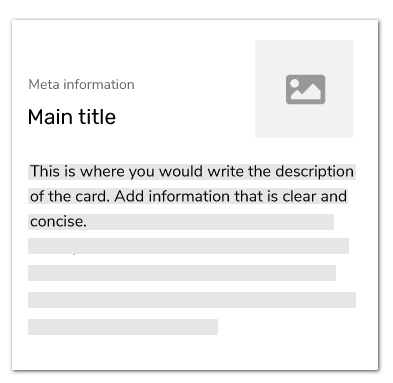 Meta information
Main title
This is where you would write the description
of the card. Add information that is clear and
concise.